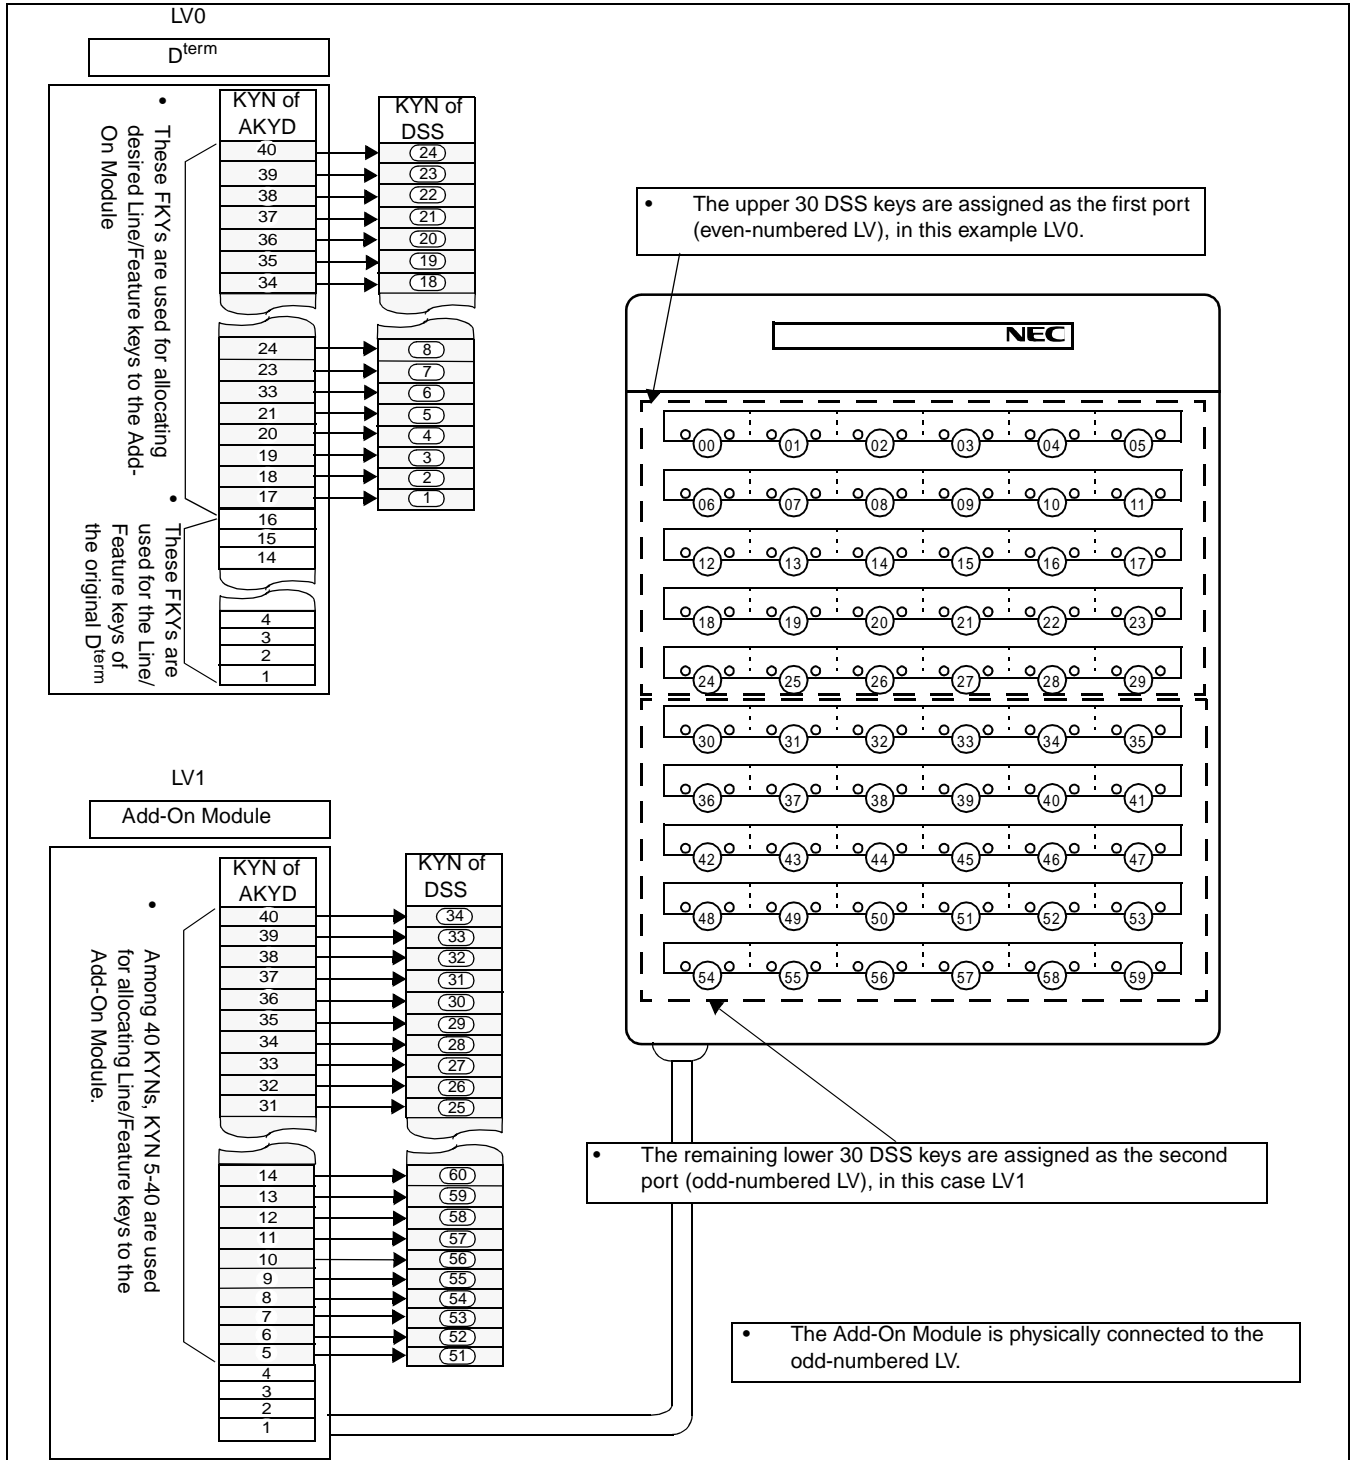 LV0
Dterm
KYN of
AKYD
40
39
38
37
36
35
34
24
23
33
21
20
19
18
17
16
15
14
4
3
2
1
KYN of
DSS
24
23
22
21
20
19
18
8
7
6
5
4
3
2
1
• These FKYs are used for allocating
desired Line/Feature keys to the Add-
On Module
• These FKYs are
used for the Line/
Feature keys of
the original Dterm
• The upper 30 DSS keys are assigned as the first port
(even-numbered LV), in this example LV0.
NEC
00 01 02 03 04 05
06 07 08 09 10 11
12 13 14 15 16 17
18 19 20 21 22 23
24 25 26 27 28 29
30 31 32 33 34 35
36 37 38 39 40 41
42 43 44 45 46 47
48 49 50 51 52 53
54 55 56 57 58 59
LV1
Add-On Module
KYN of
AKYD
40
39
38
37
36
35
34
33
32
31
14
13
12
11
10
9
8
7
6
5
4
3
2
1
KYN of
DSS
34
33
32
31
30
29
28
27
26
25
60
59
58
57
56
55
54
53
52
51
• Among 40 KYNs, KYN 5-40 are used
for allocating Line/Feature keys to the
Add-On Module.
• The remaining lower 30 DSS keys are assigned as the second
port (odd-numbered LV), in this case LV1
• The Add-On Module is physically connected to the
odd-numbered LV.